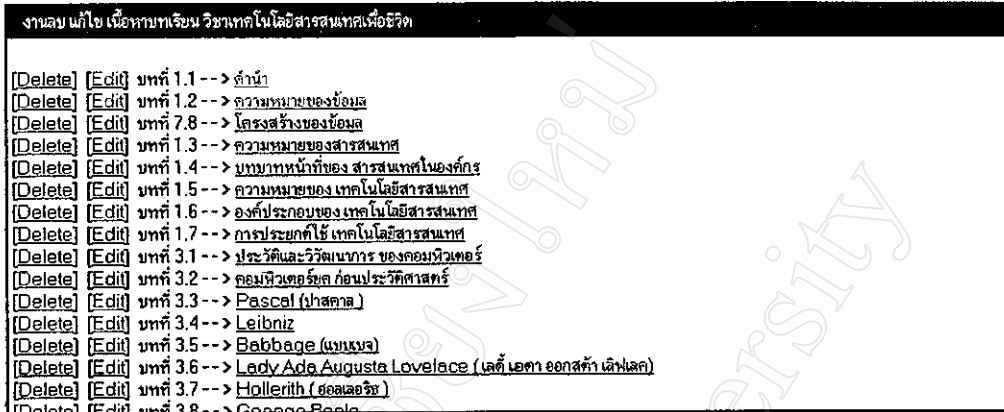 งานลบ แก้ไข เนื้อหาบทเรียน วิชาเทคโนโลยีสารสนเทศเพื่อชีวิต
[Delete] [Edit] บทที่ 1.1 --> คำนำ
[Delete] [Edit] บทที่ 1.2 --> ความหมายของข้อมูล
[Delete] [Edit] บทที่ 7.8 --> โครงสร้างของข้อมูล
[Delete] [Edit] บทที่ 1.3 --> ความหมายของสารสนเทศ
[Delete] [Edit] บทที่ 1.4 --> บทบาทหน้าที่ของ สารสนเทศในองค์กร
[Delete] [Edit] บทที่ 1.5 --> ความหมายของ เทคโนโลยีสารสนเทศ
[Delete] [Edit] บทที่ 1.6 --> องค์ประกอบของ เทคโนโลยีสารสนเทศ
[Delete] [Edit] บทที่ 1.7 --> การประยุกต์ใช้ เทคโนโลยีสารสนเทศ
[Delete] [Edit] บทที่ 3.1 --> ประวัติและวิวัฒนาการ ของคอมพิวเตอร์
[Delete] [Edit] บทที่ 3.2 --> คอมพิวเตอร์ยุค ก่อนประวัติศาสตร์
[Delete] [Edit] บทที่ 3.3 --> Pascal (ปาสคาล )
[Delete] [Edit] บทที่ 3.4 --> Leibniz
[Delete] [Edit] บทที่ 3.5 --> Babbage (แบบเบจ)
[Delete] [Edit] บทที่ 3.6 --> Lady Ada Augusta Lovelace ( เลดี้ เอดา ออกัสต้า เลิฟเลค)
[Delete] [Edit] บทที่ 3.7 --> Hollerith ( ฮอลเลอริธ )
[Delete] [Edit] บทที่ 3.8 -->